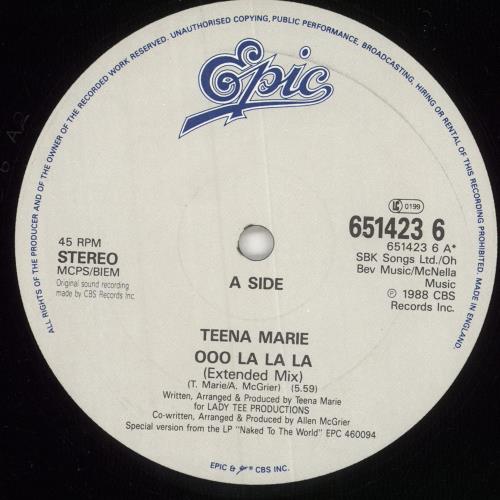 ALL RIGHTS OF THE PRODUCER AND OF THE OWNER OF THE RECORDED WORK RESERVED. UNAUTHORISED COPYING, PUBLIC PERFORMANCE, BROADCASTING, HIRING OR RENTAL OF THIS RECORDING PROHIBITED. MADE IN ENGLAND.
Epic
LC 0199
651423 6
651423 6 A*
SBK Songs Ltd./Oh
Bev Music/McNella
Music
℗ 1988 CBS
Records Inc.
45 RPM
STEREO
MCPS/BIEM
Original sound recording
made by CBS Records Inc.
A SIDE
TEENA MARIE
OOO LA LA LA
(Extended Mix)
(T. Marie/A. McGrier) (5.59)
Written, Arranged & Produced by Teena Marie
for LADY TEE PRODUCTIONS
Co-written, Arranged & Produced by Allen McGrier
Special version from the LP "Naked To The World" EPC 460094
EPIC & ® CBS INC.